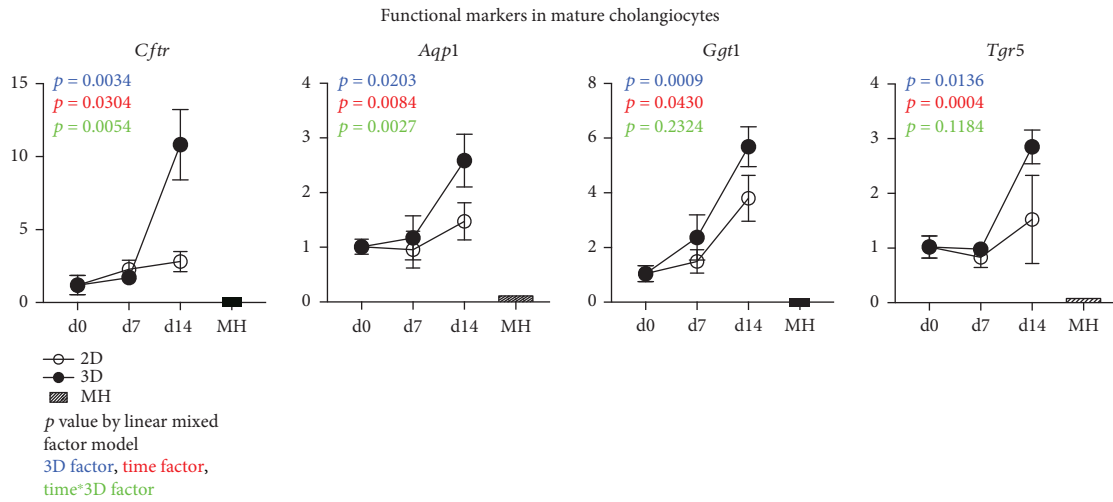 Functional markers in mature cholangiocytes
Cftr
p = 0.0034
p = 0.0304
p = 0.0054
15
10
5
0
d0 d7 d14 MH
Aqp1
p = 0.0203
p = 0.0084
p = 0.0027
4
3
2
1
0
d0 d7 d14 MH
Ggt1
p = 0.0009
p = 0.0430
p = 0.2324
8
6
4
2
0
d0 d7 d14 MH
Tgr5
p = 0.0136
p = 0.0004
p = 0.1184
4
3
2
1
0
d0 d7 d14 MH
2D
3D
MH
p value by linear mixed
factor model
3D factor, time factor,
time*3D factor